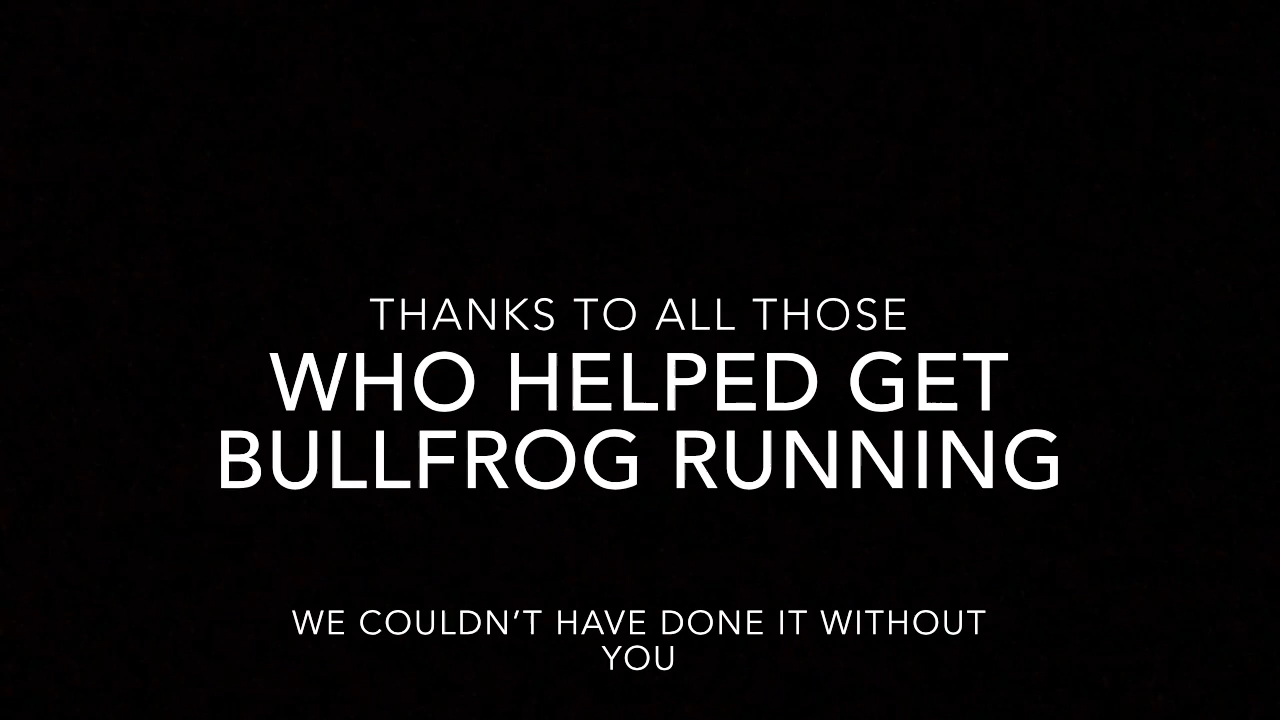 THANKS TO ALL THOSE
WHO HELPED GET
BULLFROG RUNNING
WE COULDN’T HAVE DONE IT WITHOUT
YOU